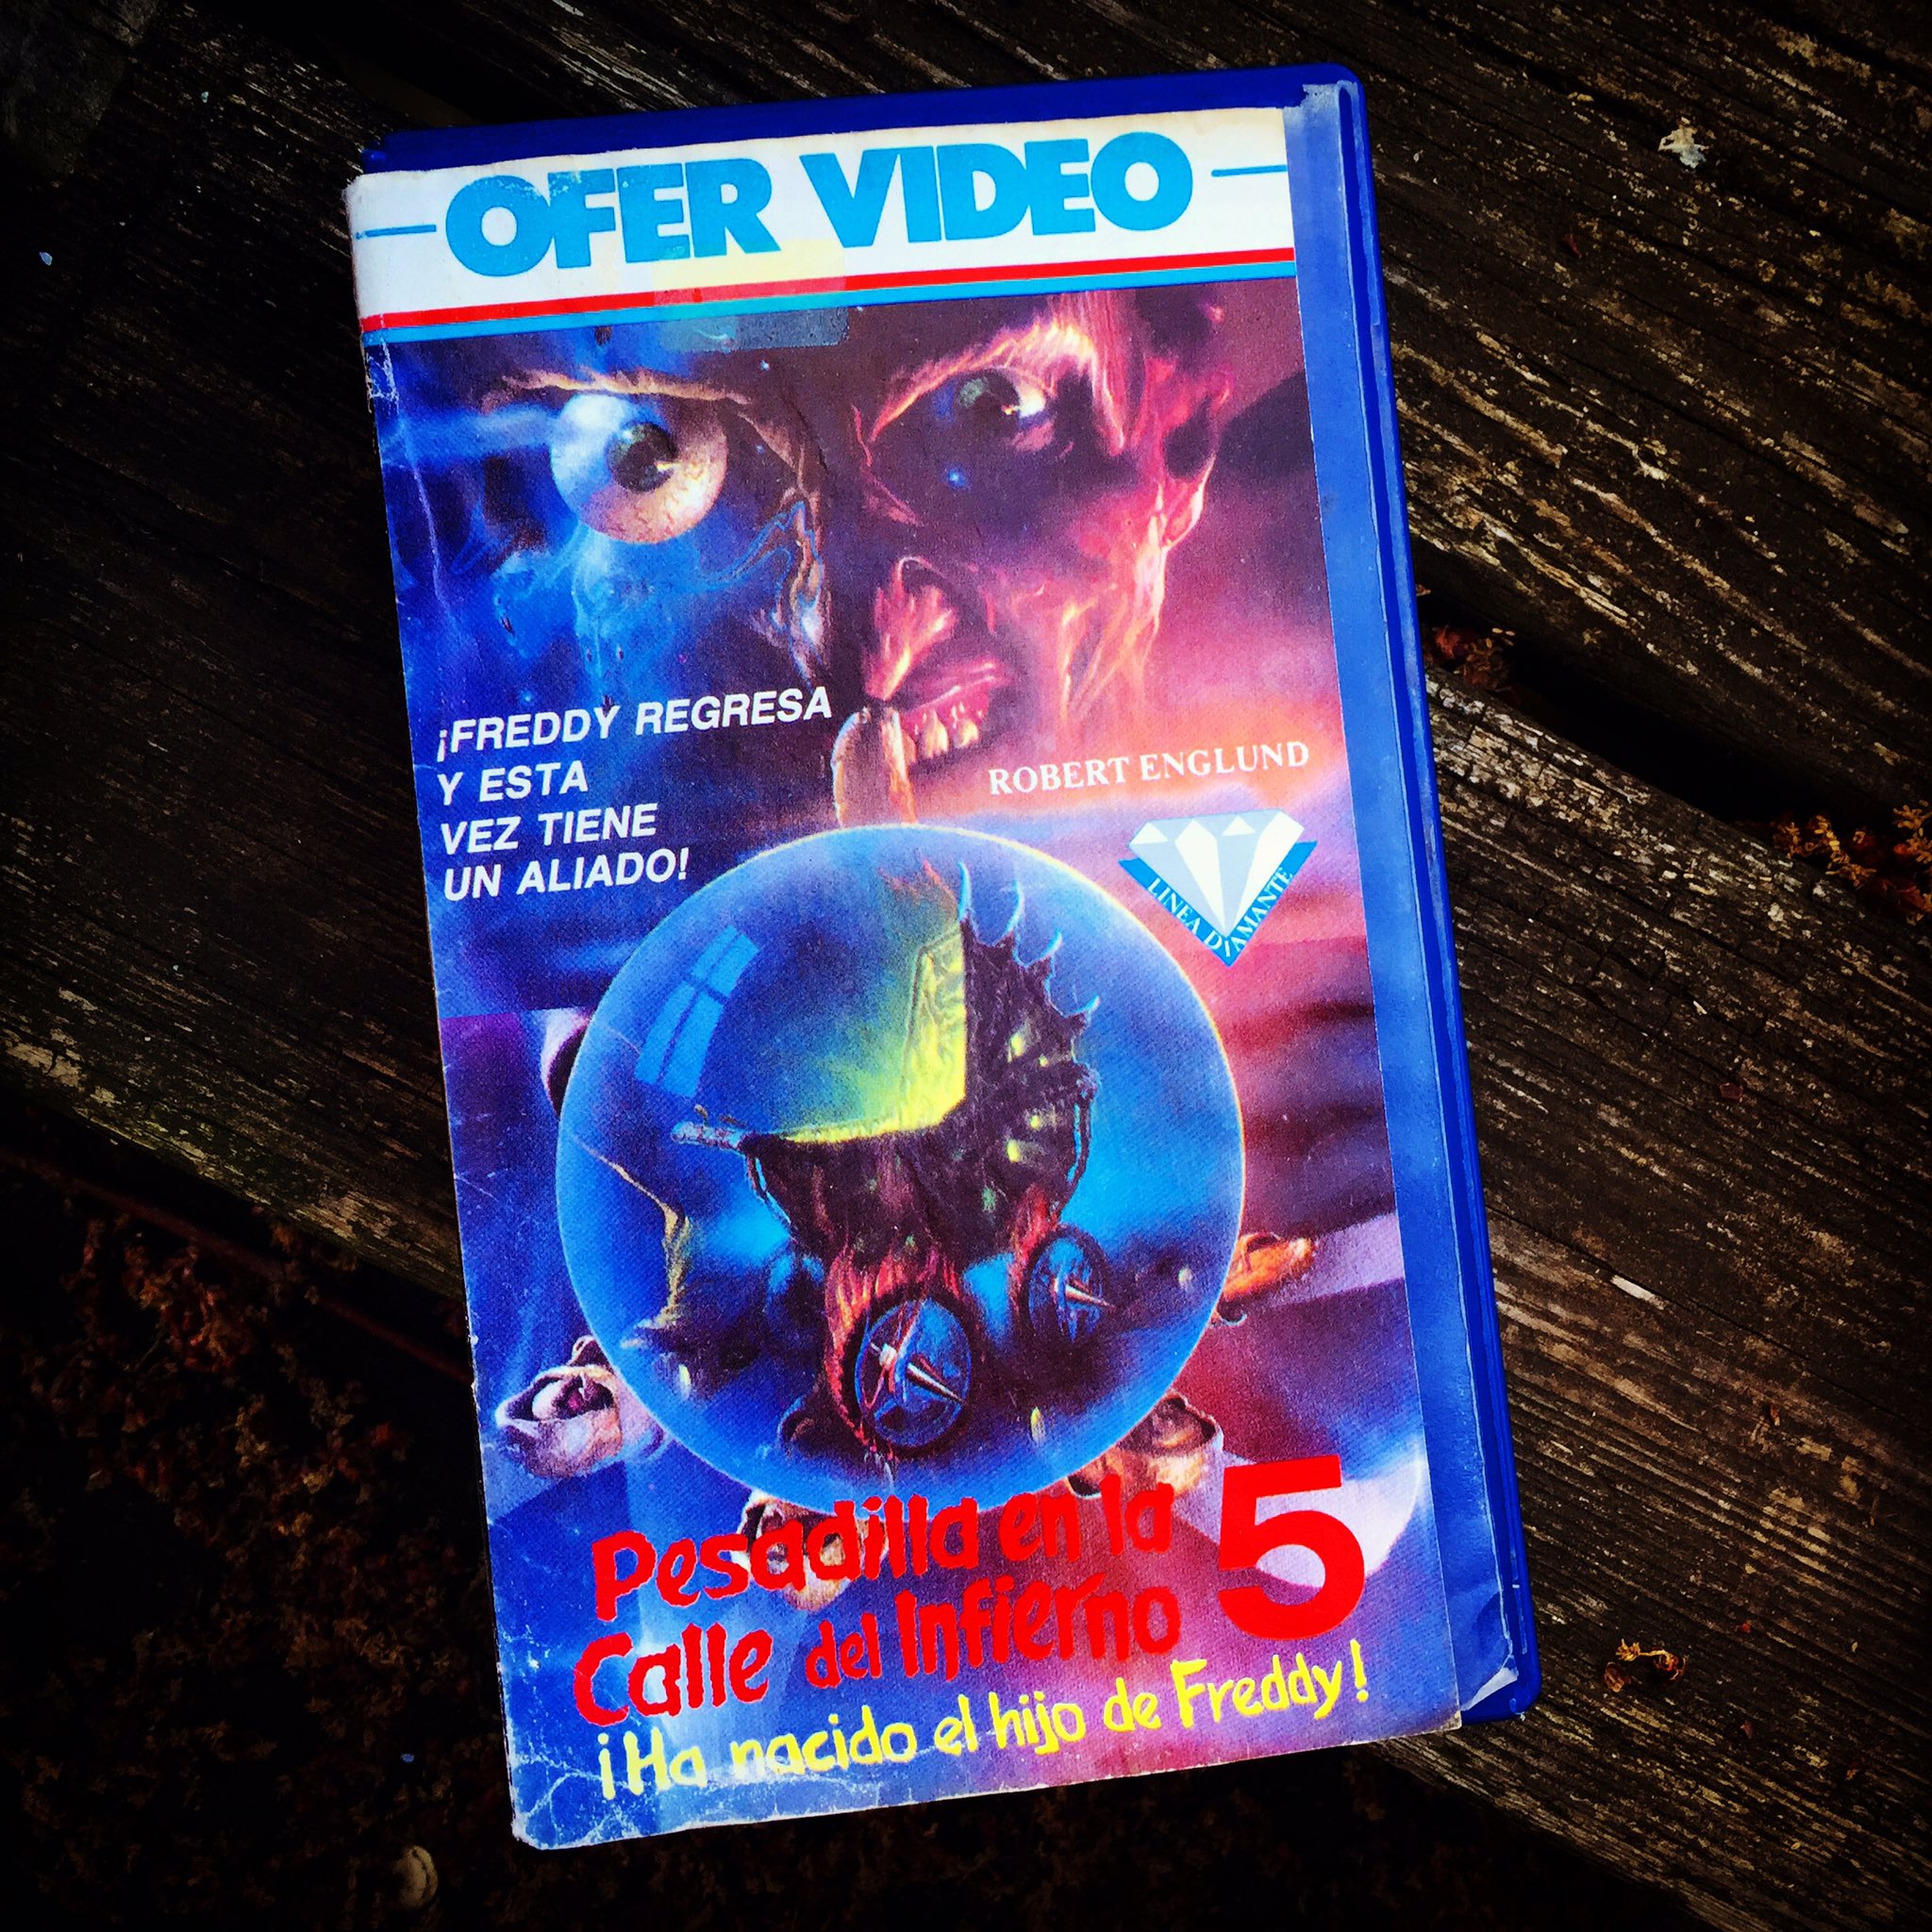 OFER VIDEO
¡FREDDY REGRESA
Y ESTA
VEZ TIENE
UN ALIADO!
ROBERT ENGLUND
LINEA DIAMANTE
Pesadilla en la
Calle del Infierno 5
¡Ha nacido el hijo de Freddy!